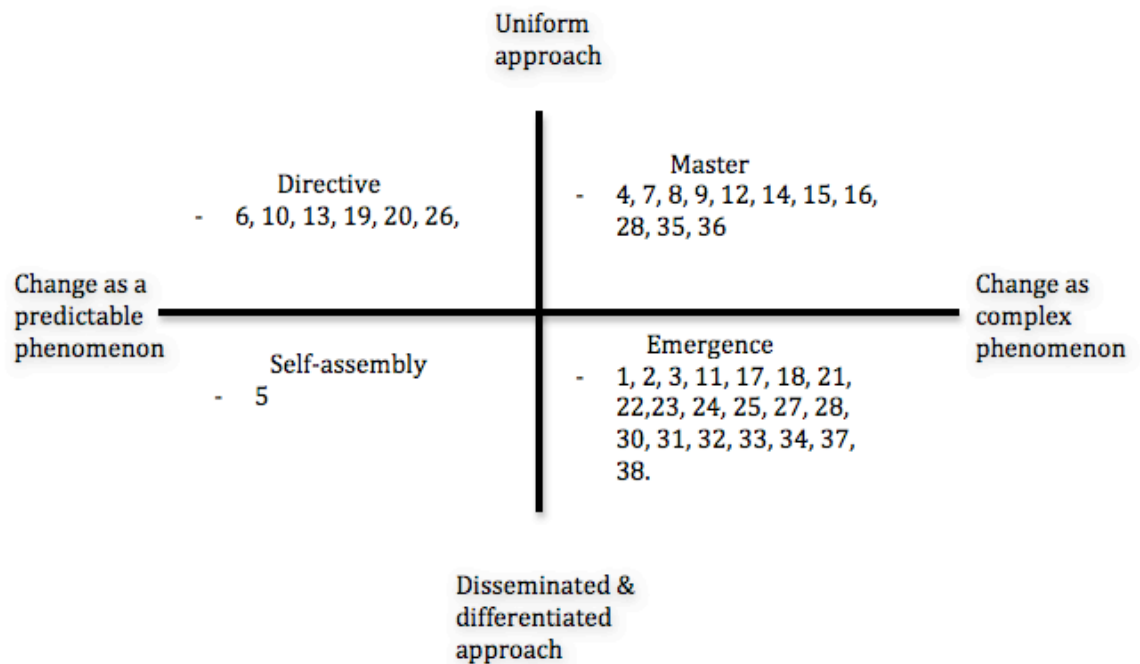 Uniform
approach
Directive
- 6, 10, 13, 19, 20, 26,
Master
- 4, 7, 8, 9, 12, 14, 15, 16,
28, 35, 36
Change as a
predictable
phenomenon
Change as
complex
phenomenon
Self-assembly
- 5
Emergence
- 1, 2, 3, 11, 17, 18, 21,
22,23, 24, 25, 27, 28,
30, 31, 32, 33, 34, 37,
38.
Disseminated &
differentiated
approach